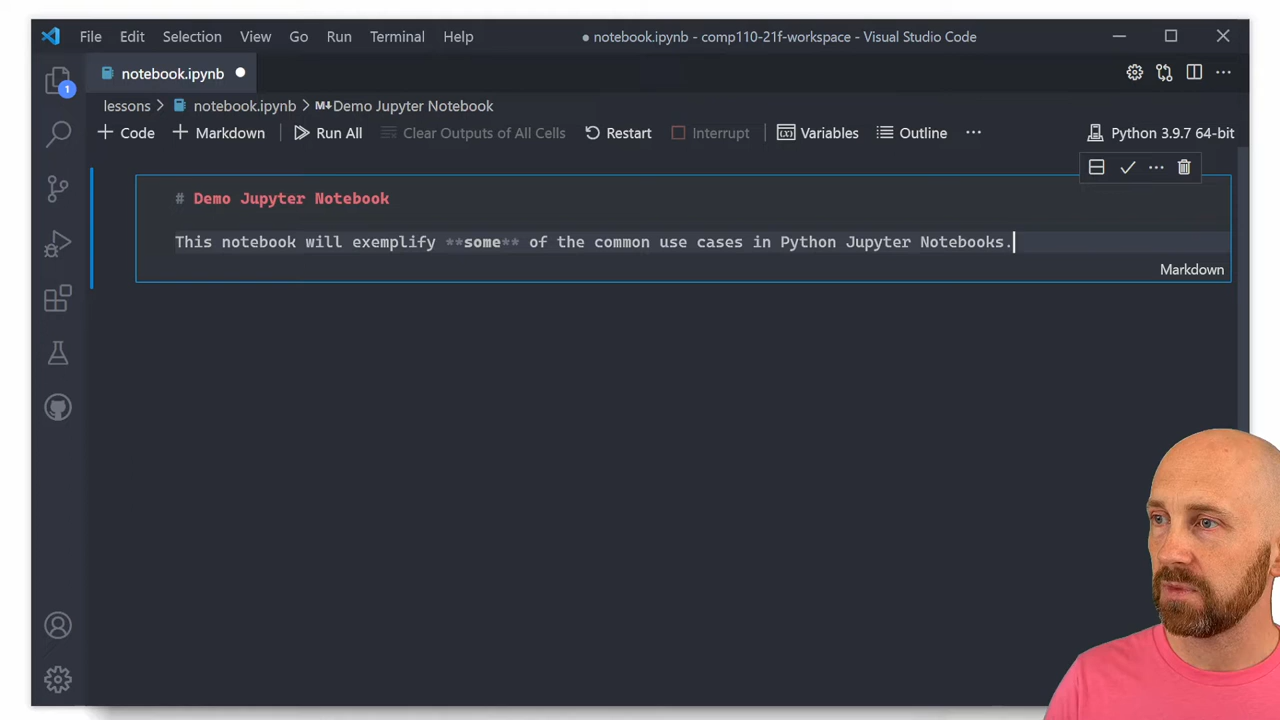 File Edit Selection View Go Run Terminal Help ● notebook.ipynb - comp110-21f-workspace - Visual Studio Code
notebook.ipynb ●
1
lessons > notebook.ipynb > M↓Demo Jupyter Notebook
+ Code + Markdown Run All Clear Outputs of All Cells Restart Interrupt Variables Outline ··· Python 3.9.7 64-bit
# Demo Jupyter Notebook
This notebook will exemplify **some** of the common use cases in Python Jupyter Notebooks.
Markdown